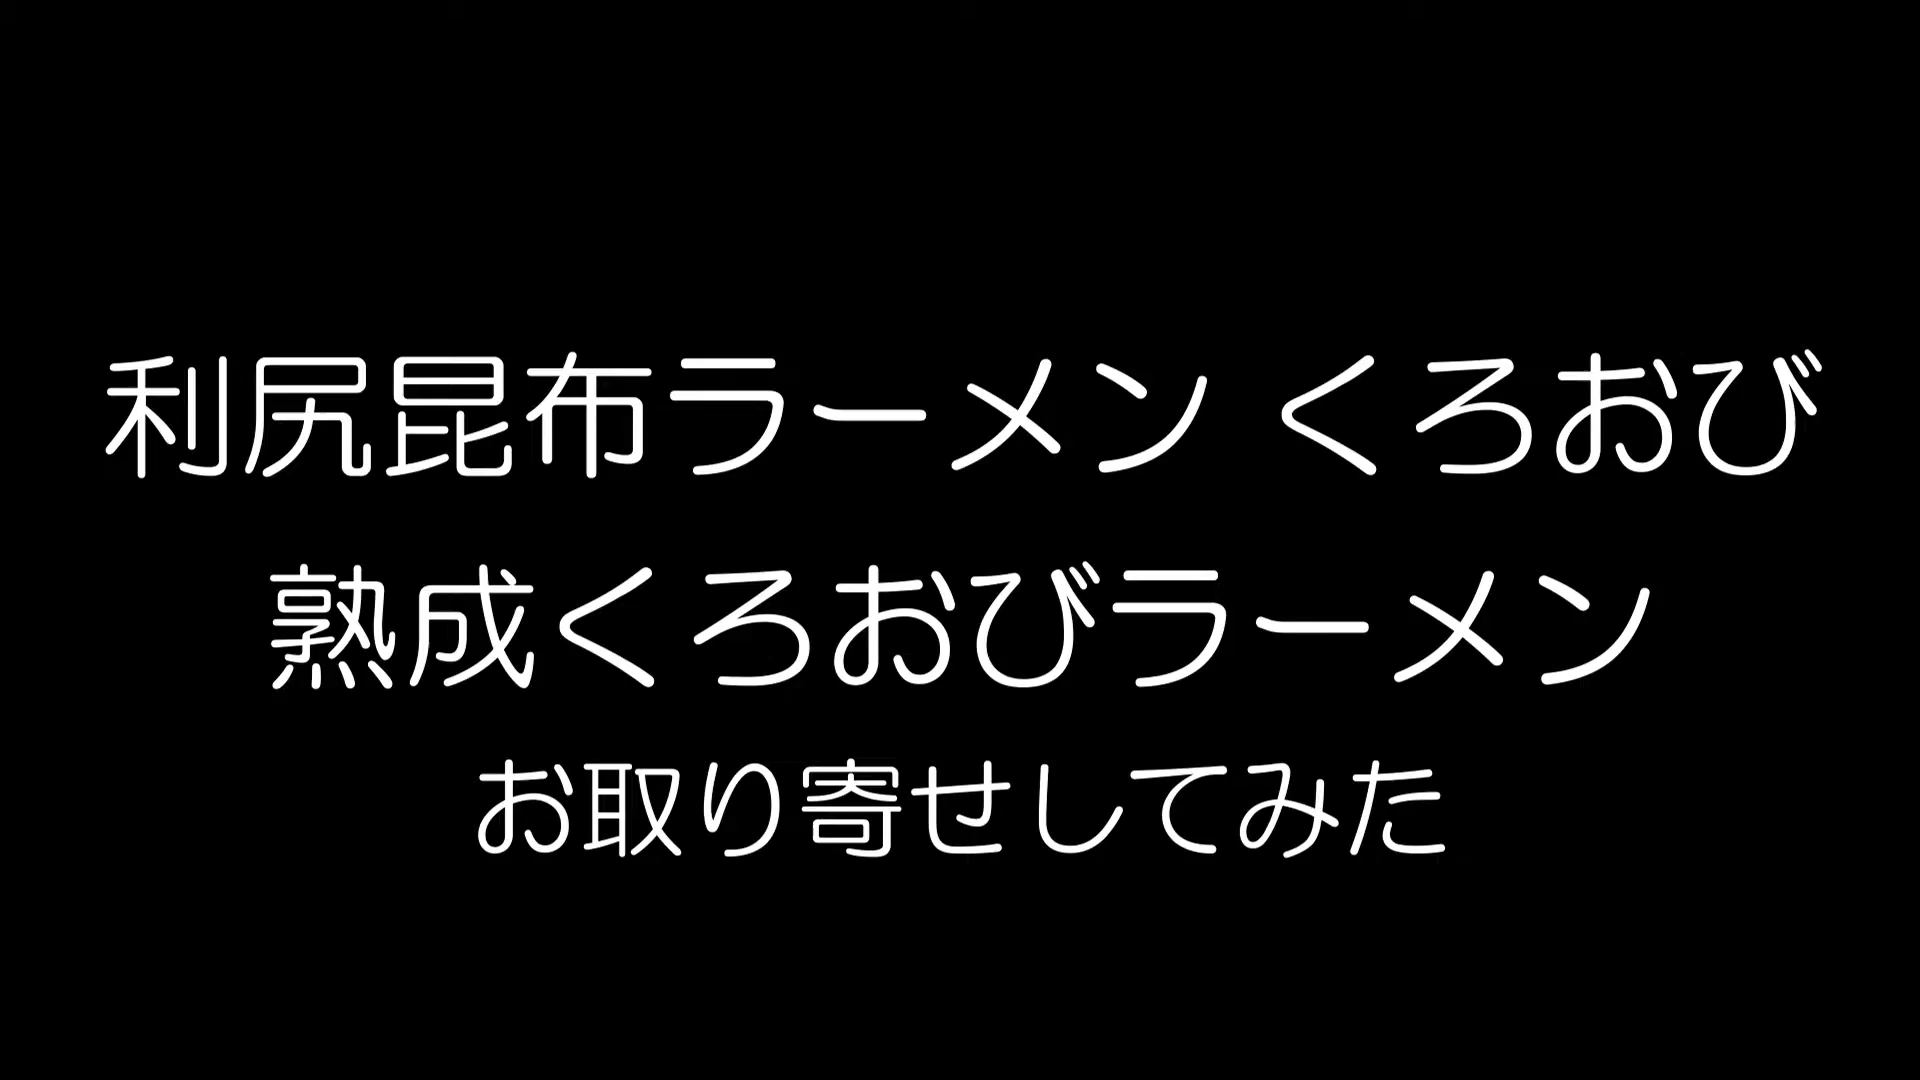 利尻昆布ラーメン くろおび
熟成くろおびラーメン
お取り寄せしてみた